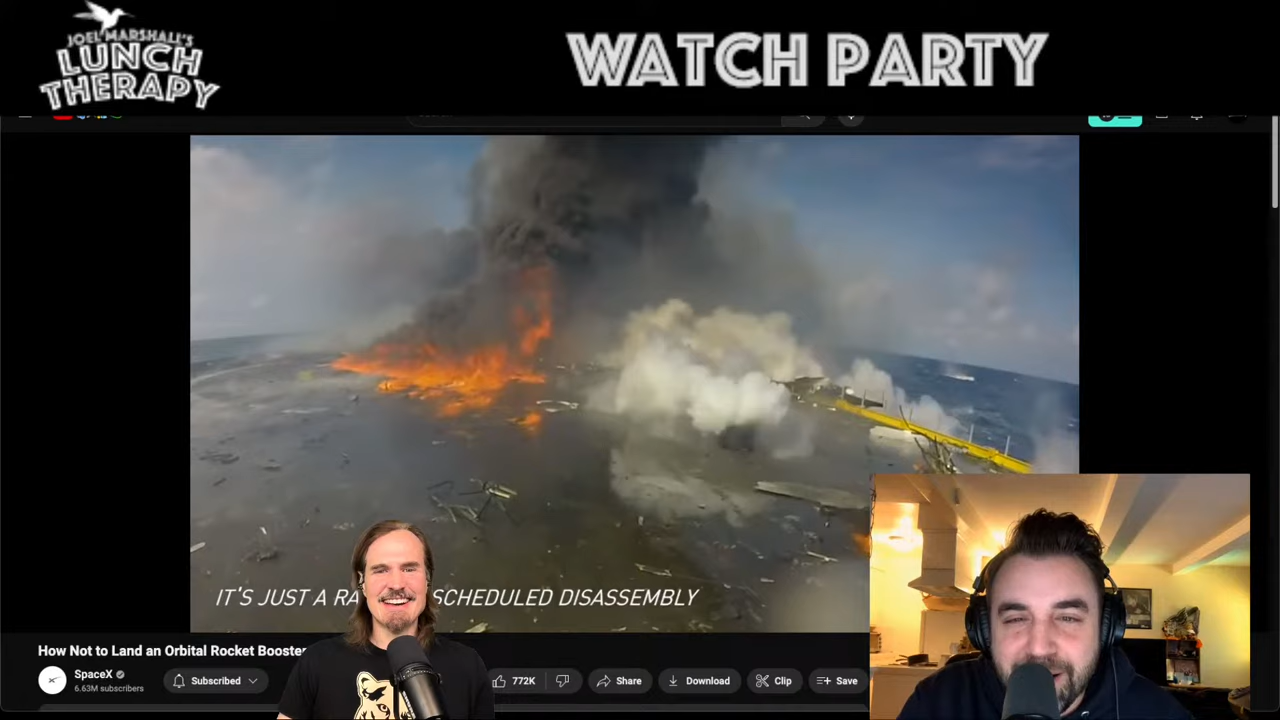 JOEL MARSHALL'S
LUNCH
THERAPY
WATCH PARTY
IT'S JUST A RA SCHEDULED DISASSEMBLY
How Not to Land an Orbital Rocket Booster
SpaceX
6.63M subscribers
Subscribed
772K
Share
Download
Clip
Save